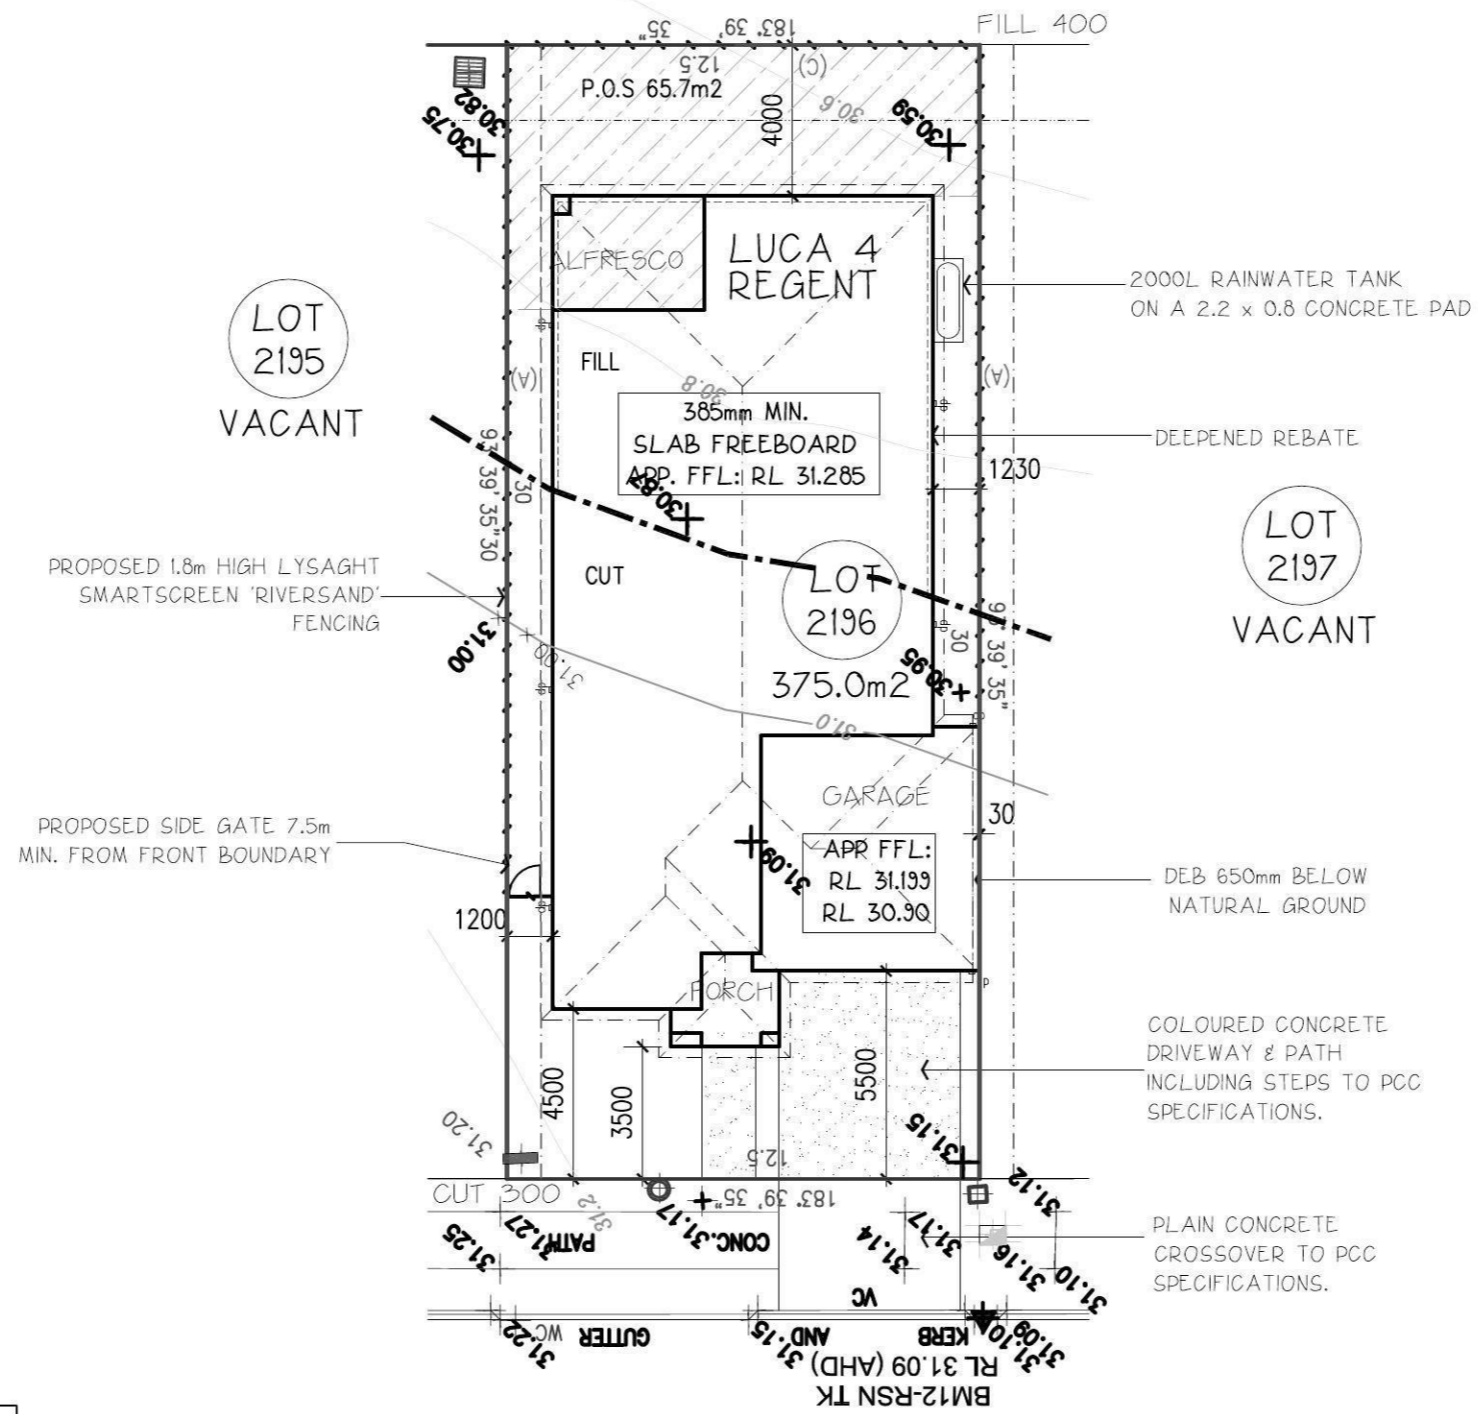 FILL 400
183° 39' 35"
12.5
(C)
P.O.S 65.7m2
30.82
30.75
4000
30.6
30.59
ALFRESCO
LUCA 4
REGENT
2000L RAINWATER TANK
ON A 2.2 x 0.8 CONCRETE PAD
LOT
2195
VACANT
FILL
(A)
(A)
30.8
385mm MIN.
SLAB FREEBOARD
APP. FFL: RL 31.285
DEEPENED REBATE
93° 39' 35"
30
30
30.87
1230
LOT
2197
VACANT
PROPOSED 1.8m HIGH LYSAGHT
SMARTSCREEN 'RIVERSAND'
FENCING
CUT
LOT
2196
375.0m2
31.00
31.00
30.95
30
93° 39' 35"
31.0
GARAGE
30
PROPOSED SIDE GATE 7.5m
MIN. FROM FRONT BOUNDARY
31.09
APP FFL:
RL 31.199
RL 30.90
DEB 650mm BELOW
NATURAL GROUND
1200
PORCH
P
COLOURED CONCRETE
DRIVEWAY & PATH
INCLUDING STEPS TO PCC
SPECIFICATIONS.
4500
3500
5500
31.20
31.15
12.5
CUT 300
31.2
183° 39' 35"
31.12
31.25
31.27
PATH
31.17
CONC.
31.14
31.17
31.16
31.10
PLAIN CONCRETE
CROSSOVER TO PCC
SPECIFICATIONS.
VC
31.22
WC
GUTTER
31.15
AND
KERB
31.10
31.09
RL 31.09 (AHD)
BM12-RSN TK